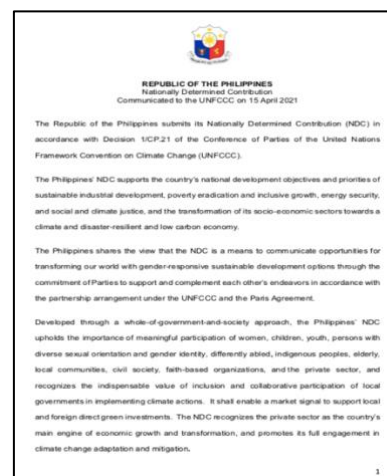 REPUBLIC OF THE PHILIPPINES
Nationally Determined Contribution
Communicated to the UNFCCC on 15 April 2021
The Republic of the Philippines submits its Nationally Determined Contribution (NDC) in
accordance with Decision 1/CP.21 of the Conference of Parties of the United Nations
Framework Convention on Climate Change (UNFCCC).
The Philippines' NDC supports the country's national development objectives and priorities of
sustainable industrial development, poverty eradication and inclusive growth, energy security,
and social and climate justice, and the transformation of its socio-economic sectors towards a
climate and disaster-resilient and low carbon economy.
The Philippines shares the view that the NDC is a means to communicate opportunities for
transforming our world with gender-responsive sustainable development options through the
commitment of Parties to support and complement each other's endeavors in accordance with
the partnership arrangement under the UNFCCC and the Paris Agreement.
Developed through a whole-of-government-and-society approach, the Philippines' NDC
upholds the importance of meaningful participation of women, children, youth, persons with
diverse sexual orientation and gender identity, differently abled, indigenous peoples, elderly,
local communities, civil society, faith-based organizations, and the private sector, and
recognizes the indispensable value of inclusion and collaborative participation of local
governments in implementing climate actions. It shall enable a market signal to support local
and foreign direct green investments. The NDC recognizes the private sector as the country's
main engine of economic growth and transformation, and promotes its full engagement in
climate change adaptation and mitigation.
1